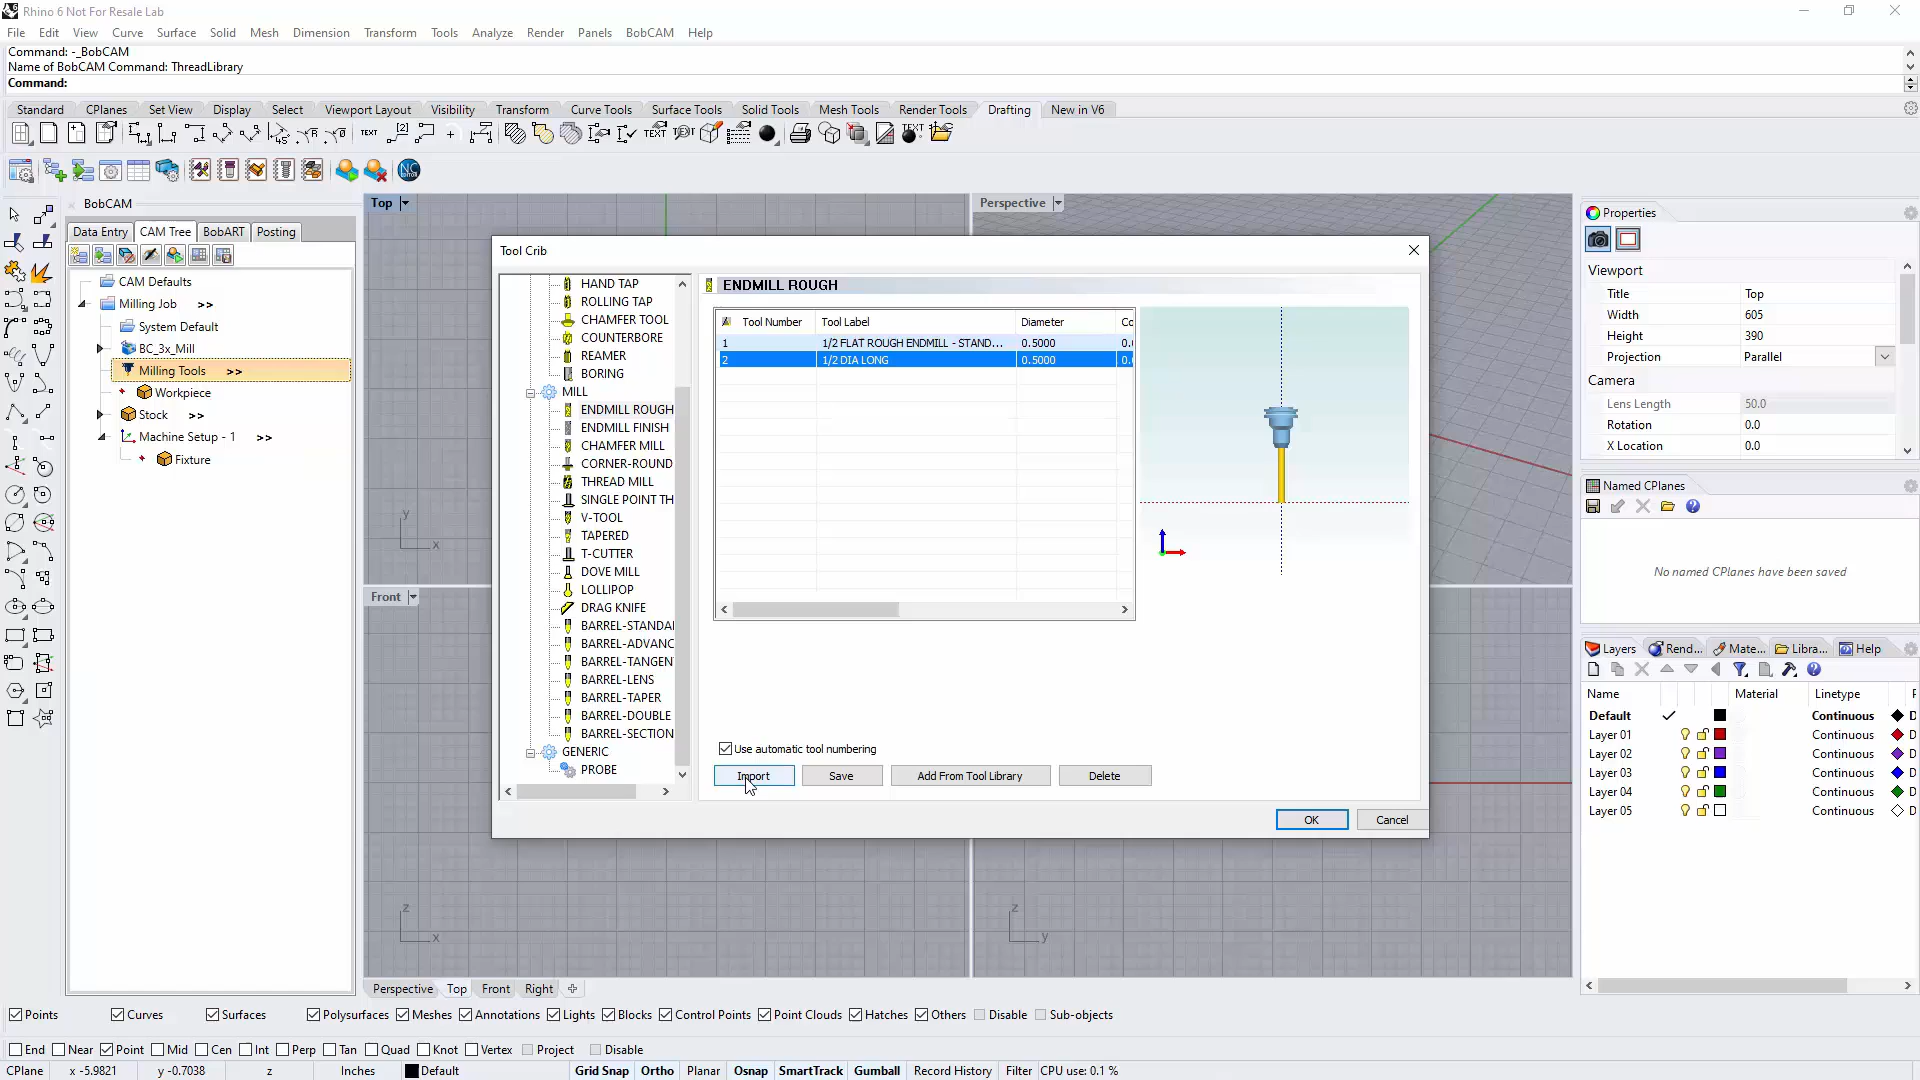 Rhino 6 Not For Resale Lab
File Edit View Curve Surface Solid Mesh Dimension Transform Tools Analyze Render Panels BobCAM Help
Command: -_BobCAM
Name of BobCAM Command: ThreadLibrary
Command:
Standard CPlanes Set View Display Select Viewport Layout Visibility Transform Curve Tools Surface Tools Solid Tools Mesh Tools Render Tools Drafting New in V6
BobCAM
Data Entry CAM Tree BobART Posting
CAM Defaults
Milling Job >>
System Default
BC_3x_Mill
Milling Tools >>
Workpiece
Stock >>
Machine Setup - 1 >>
Fixture
Top
Perspective
Front
y
x
z
x
z
y
Tool Crib
HAND TAP
ROLLING TAP
CHAMFER TOOL
COUNTERBORE
REAMER
BORING
MILL
ENDMILL ROUGH
ENDMILL FINISH
CHAMFER MILL
CORNER-ROUND
THREAD MILL
SINGLE POINT TH
V-TOOL
TAPERED
T-CUTTER
DOVE MILL
LOLLIPOP
DRAG KNIFE
BARREL-STANDA
BARREL-ADVANC
BARREL-TANGEN
BARREL-LENS
BARREL-TAPER
BARREL-DOUBLE
BARREL-SECTION
GENERIC
PROBE
ENDMILL ROUGH
Tool Number Tool Label Diameter Co
1 1/2 FLAT ROUGH ENDMILL - STAND... 0.5000 0.
2 1/2 DIA LONG 0.5000 0.
Use automatic tool numbering
Import Save Add From Tool Library Delete
OK Cancel
Properties
Viewport
Title Top
Width 605
Height 390
Projection Parallel
Camera
Lens Length 50.0
Rotation 0.0
X Location 0.0
Named CPlanes
No named CPlanes have been saved
Layers Rend... Mate... Libra... Help
Name Material Linetype P
Default Continuous D
Layer 01 Continuous D
Layer 02 Continuous D
Layer 03 Continuous D
Layer 04 Continuous D
Layer 05 Continuous D
Perspective Top Front Right
Points Curves Surfaces Polysurfaces Meshes Annotations Lights Blocks Control Points Point Clouds Hatches Others Disable Sub-objects
End Near Point Mid Cen Int Perp Tan Quad Knot Vertex Project Disable
CPlane x -5.9821 y -0.7038 z Inches Default Grid Snap Ortho Planar Osnap SmartTrack Gumball Record History Filter CPU use: 0.1 %